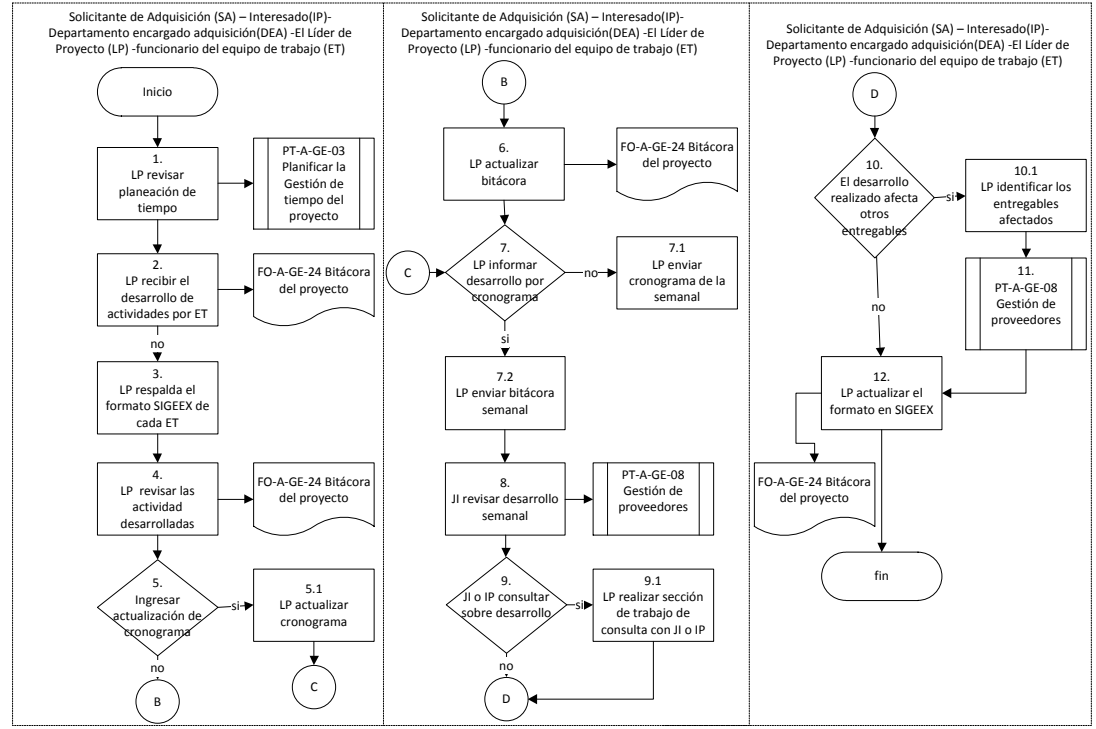 Solicitante de Adquisición (SA) – Interesado(IP)-
Departamento encargado adquisición(DEA) -El Líder de
Proyecto (LP) -funcionario del equipo de trabajo (ET)
Inicio
1.
LP revisar
planeación de
tiempo
PT-A-GE-03
Planificar la
Gestión de
tiempo del
proyecto
2.
LP recibir el
desarrollo de
actividades por ET
FO-A-GE-24 Bitácora
del proyecto
no
3.
LP respalda el
formato SIGEEX de
cada ET
4.
LP revisar las
actividad
desarrolladas
FO-A-GE-24 Bitácora
del proyecto
5.
Ingresar
actualización de
cronograma
si
5.1
LP actualizar
cronograma
no
B
C
Solicitante de Adquisición (SA) – Interesado(IP)-
Departamento encargado adquisición(DEA) -El Líder de
Proyecto (LP) -funcionario del equipo de trabajo (ET)
B
6.
LP actualizar
bitácora
FO-A-GE-24 Bitácora
del proyecto
C
7.
LP informar
desarrollo por
cronograma
no
7.1
LP enviar
cronograma de la
semanal
si
7.2
LP enviar bitácora
semanal
8.
JI revisar desarrollo
semanal
PT-A-GE-08
Gestión de
proveedores
9.
JI o IP consultar
sobre desarrollo
si
9.1
LP realizar sección
de trabajo de
consulta con JI o IP
no
D
Solicitante de Adquisición (SA) – Interesado(IP)-
Departamento encargado adquisición(DEA) -El Líder de
Proyecto (LP) -funcionario del equipo de trabajo (ET)
D
10.
El desarrollo
realizado afecta
otros
entregables
si
10.1
LP identificar los
entregables
afectados
11.
PT-A-GE-08
Gestión de
proveedores
no
12.
LP actualizar el
formato en SIGEEX
FO-A-GE-24 Bitácora
del proyecto
fin